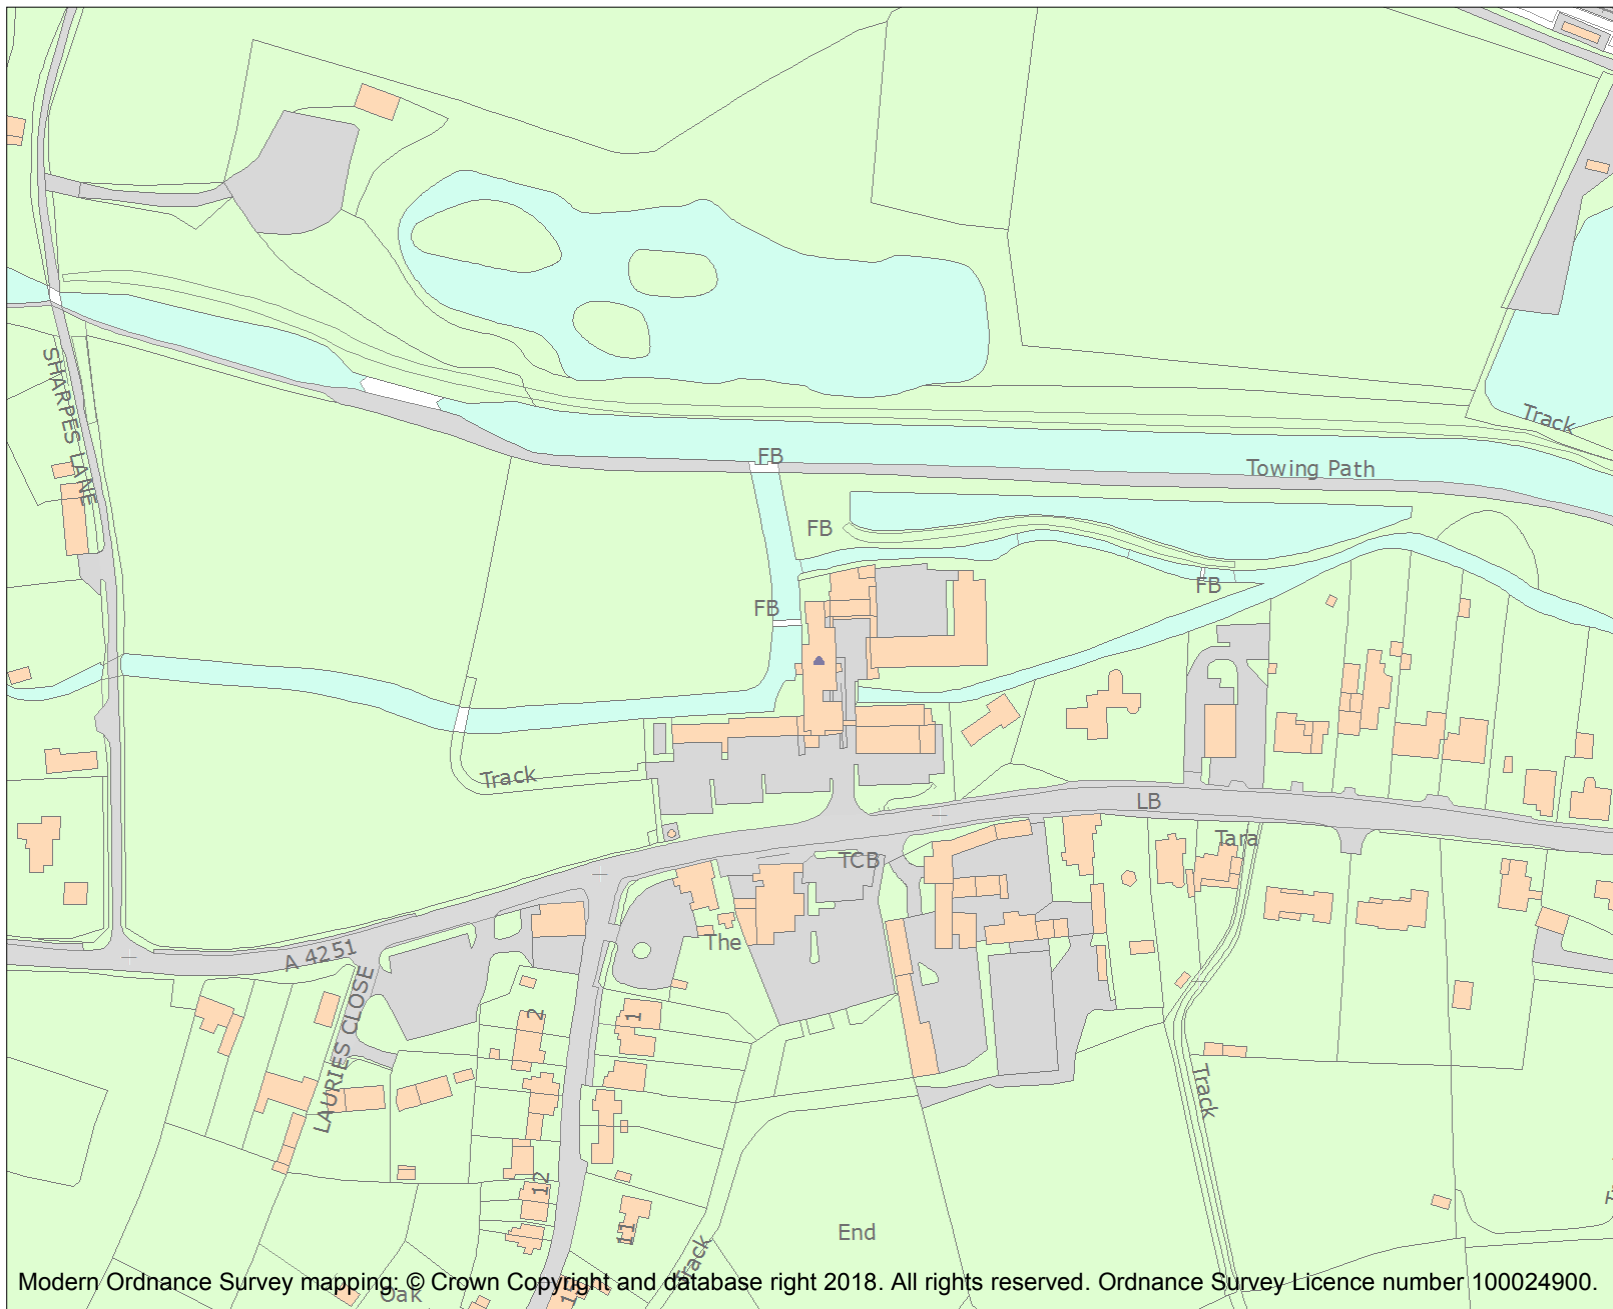 SHARPES LANE
Track
FB
Towing Path
FB
FB
FB
Track
LB
Tara
TCB
The
A 4251
LAURIES CLOSE
2
1
Track
12
11
End
Track
Oak
15
Modern Ordnance Survey mapping: © Crown Copyright and database right 2018. All rights reserved. Ordnance Survey Licence number 100024900.